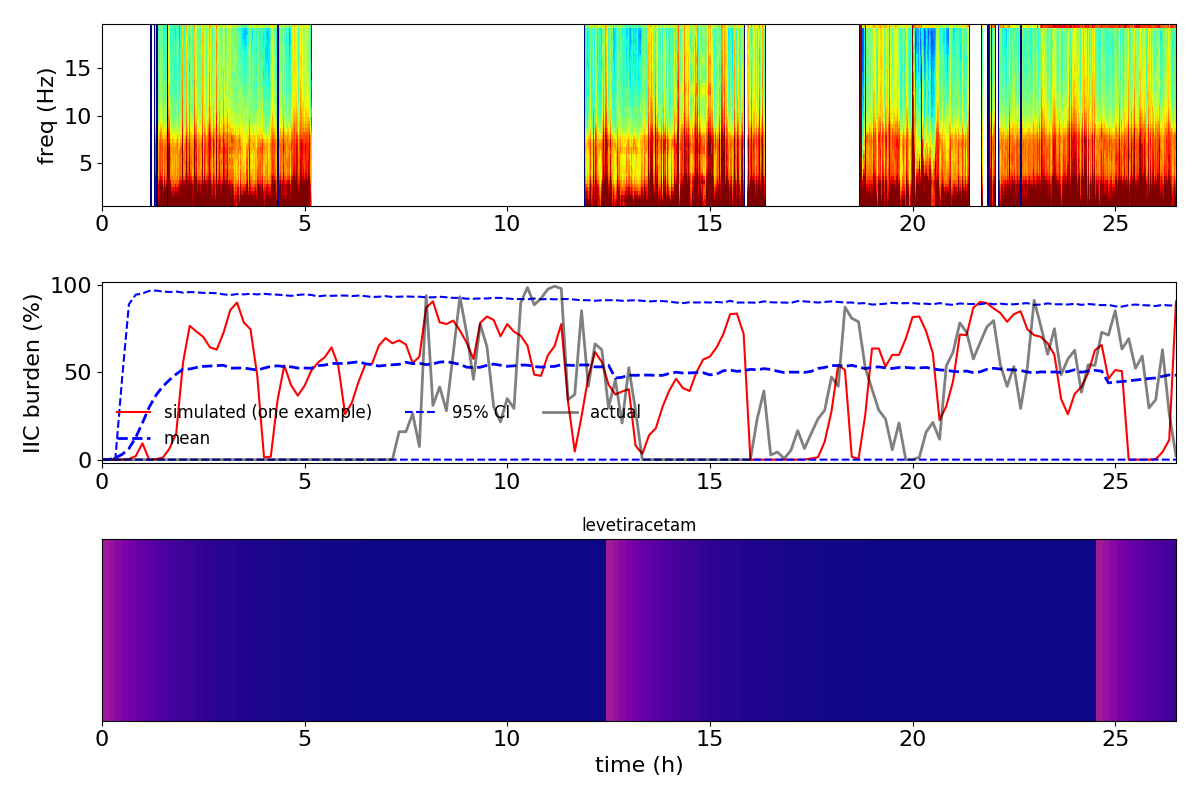 freq (Hz)
15
10
5
0 5 10 15 20 25
IIC burden (%)
100
50
0
simulated (one example) 95% CI actual
mean
0 5 10 15 20 25
levetiracetam
0 5 10 15 20 25
time (h)